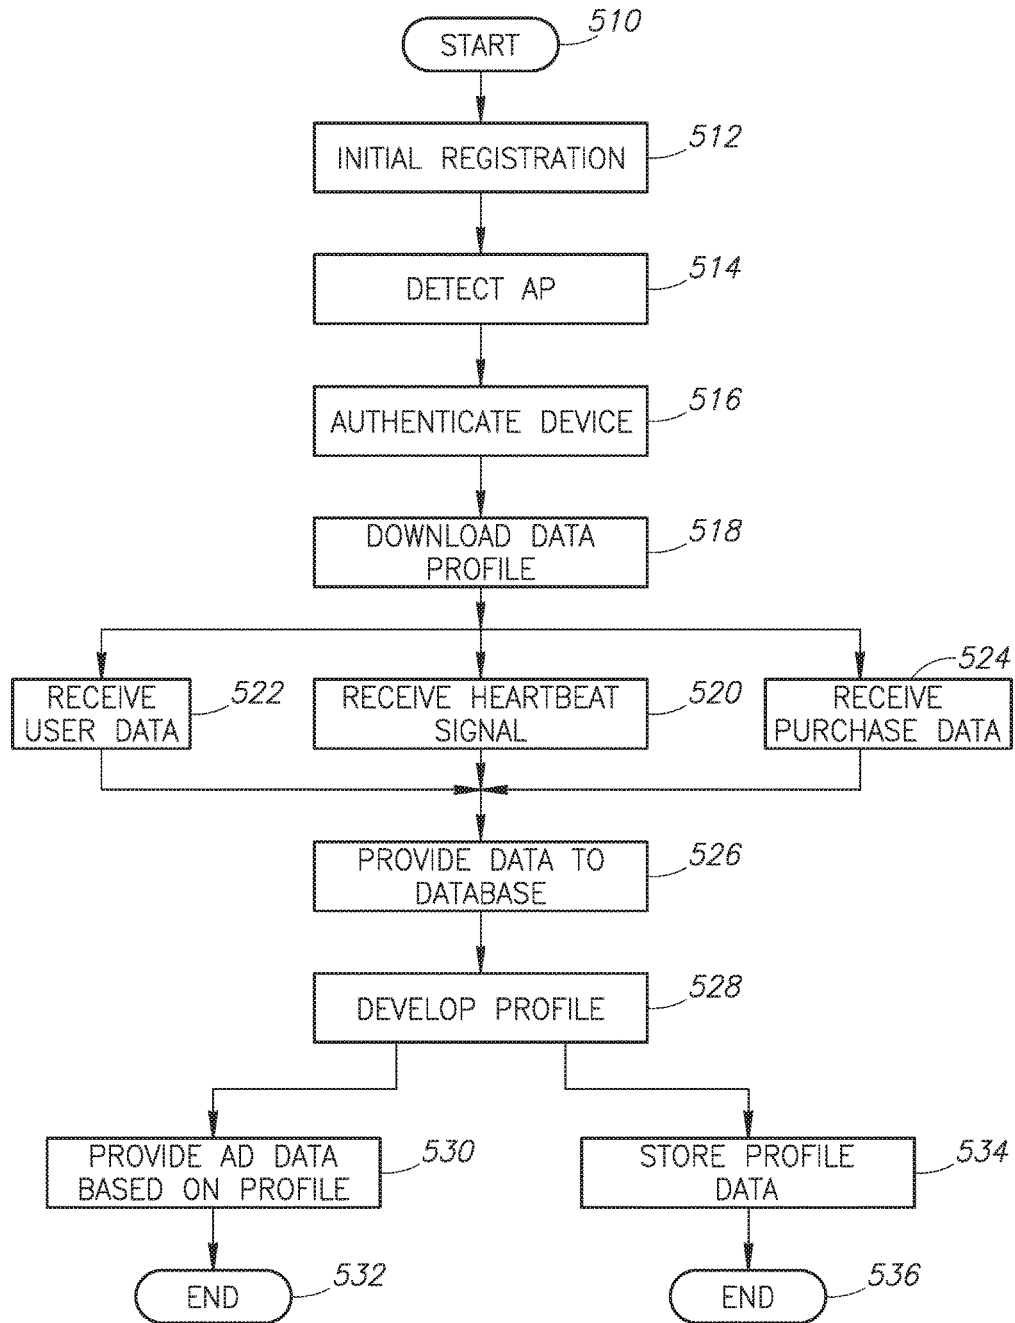 START
510
INITIAL REGISTRATION
512
DETECT AP
514
AUTHENTICATE DEVICE
516
DOWNLOAD DATA
PROFILE
518
RECEIVE
USER DATA
522
RECEIVE HEARTBEAT
SIGNAL
520
RECEIVE
PURCHASE DATA
524
PROVIDE DATA TO
DATABASE
526
DEVELOP PROFILE
528
PROVIDE AD DATA
BASED ON PROFILE
530
STORE PROFILE
DATA
534
END
532
END
536